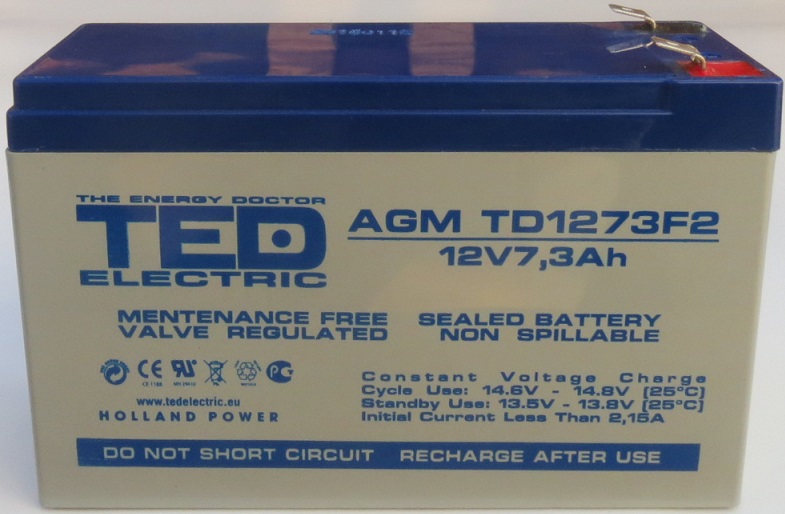 THE ENERGY DOCTOR
TED
ELECTRIC
AGM TD1273F2
12V7,3Ah
MENTENANCE FREE
VALVE REGULATED
SEALED BATTERY
NON SPILLABLE
www.tedelectric.eu
HOLLAND POWER
Constant Voltage Charge
Cycle Use: 14.6V - 14.8V (25°C)
Standby Use: 13.5V - 13.8V (25°C)
Initial Current Less Than 2,15A
DO NOT SHORT CIRCUIT RECHARGE AFTER USE